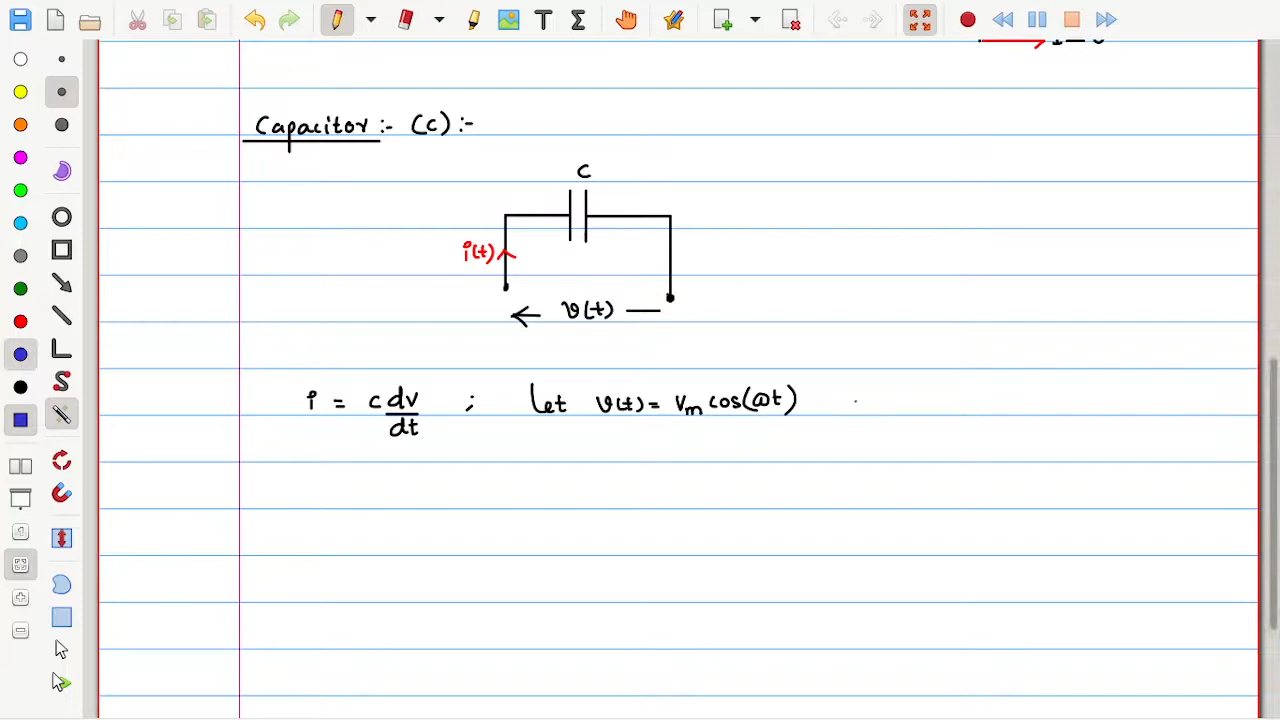 Capacitor :- (C) :-
C
i(t)
v(t)
i = c dv/dt ; Let v(t) = Vm cos(ωt)